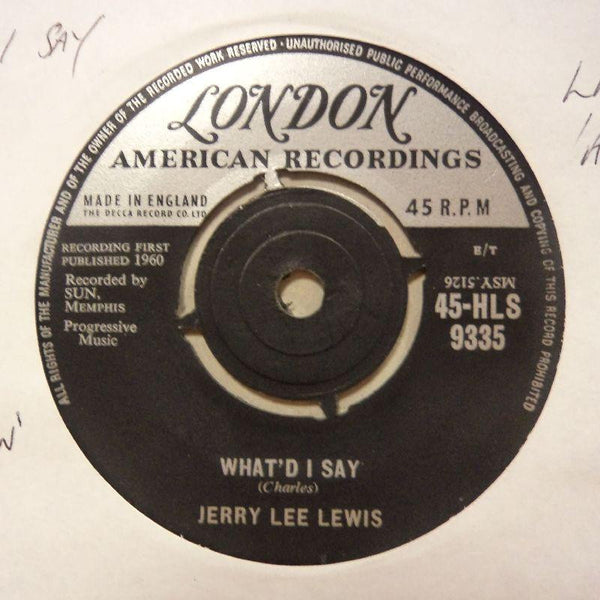 I SAY
ALL RIGHTS OF THE MANUFACTURER AND OF THE OWNER OF THE RECORDED WORK RESERVED · UNAUTHORISED PUBLIC PERFORMANCE BROADCASTING AND COPYING OF THIS RECORD PROHIBITED
LONDON
AMERICAN RECORDINGS
MADE IN ENGLAND
THE DECCA RECORD CO. LTD
45 R.P.M
RECORDING FIRST
PUBLISHED 1960
Recorded by
SUN,
MEMPHIS
Progressive
Music
E/T
MSY.5126
45-HLS
9335
WHAT'D I SAY
(Charles)
JERRY LEE LEWIS